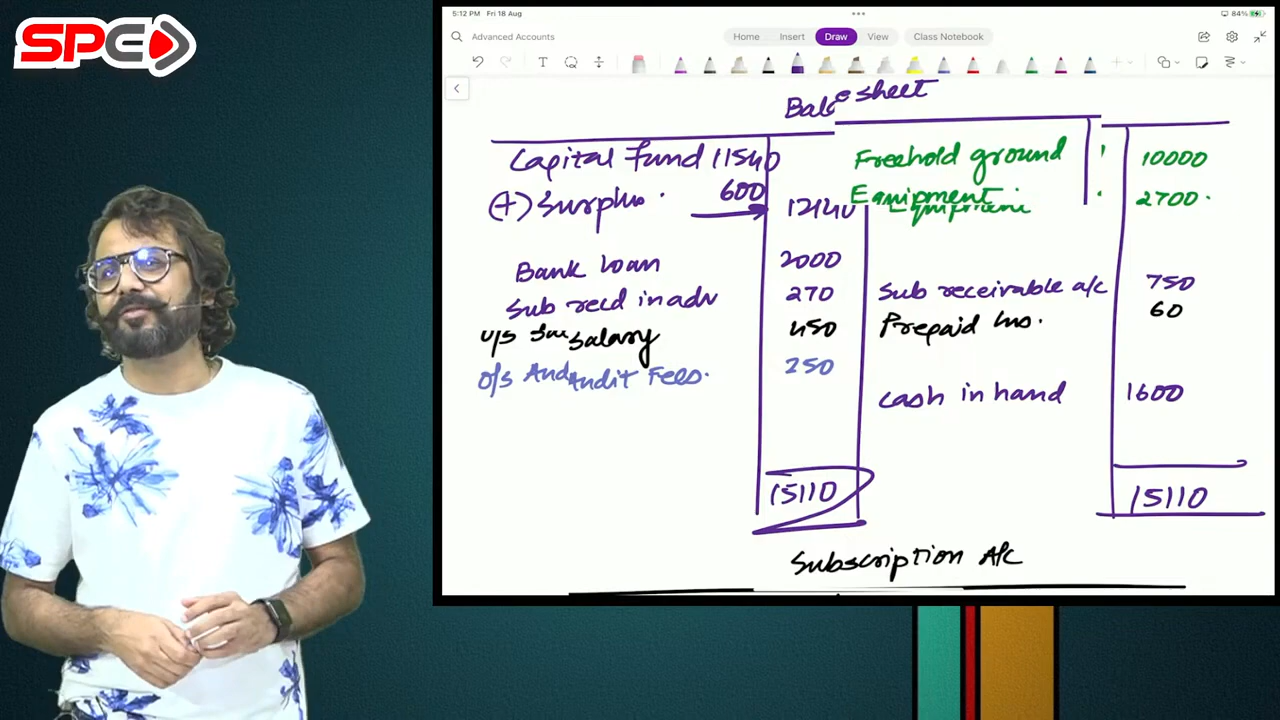 SPE
5:12 PM Fri 18 Aug
84%
Advanced Accounts
Home Insert Draw View Class Notebook
T
Balance sheet
Capital Fund 11540
(+) Surplus 600 12140
Bank loan 2000
Sub recd in adv 270
o/s Salary 450
o/s Audit Fees. 250
15110
Freehold ground 10000
Equipment 2700
Sub receivable a/c 750
Prepaid Ins. 60
cash in hand 1600
15110
Subscription A/c